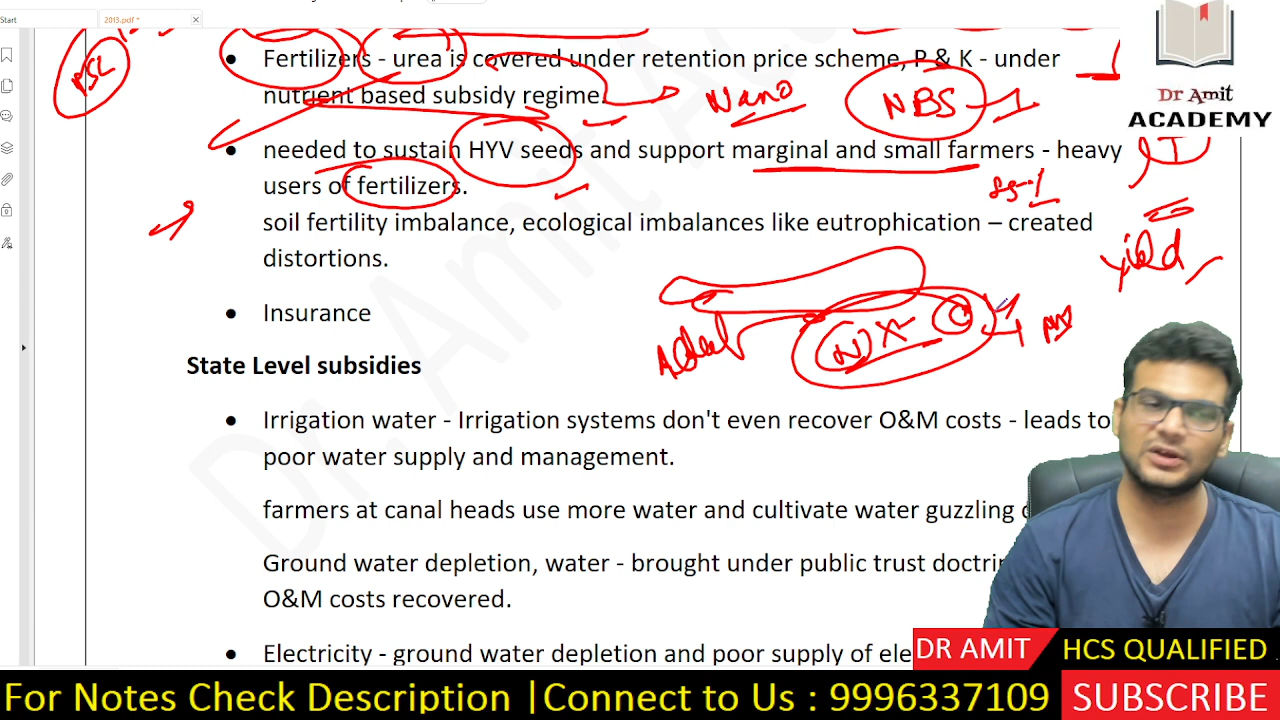 Start
2013.pdf *
Fertilizers - urea is covered under retention price scheme, P & K - under
nutrient based subsidy regime.
Nano
NBS - 1
Dr Amit
ACADEMY
needed to sustain HYV seeds and support marginal and small farmers - heavy
users of fertilizers.
soil fertility imbalance, ecological imbalances like eutrophication – created
distortions.
yield
Insurance
N
State Level subsidies
Irrigation water - Irrigation systems don't even recover O&M costs - leads to
poor water supply and management.
farmers at canal heads use more water and cultivate water guzzling
Ground water depletion, water - brought under public trust
O&M costs recovered.
Electricity - ground water depletion and poor supply of
DR AMIT HCS QUALIFIED
For Notes Check Description |Connect to Us : 9996337109 SUBSCRIBE